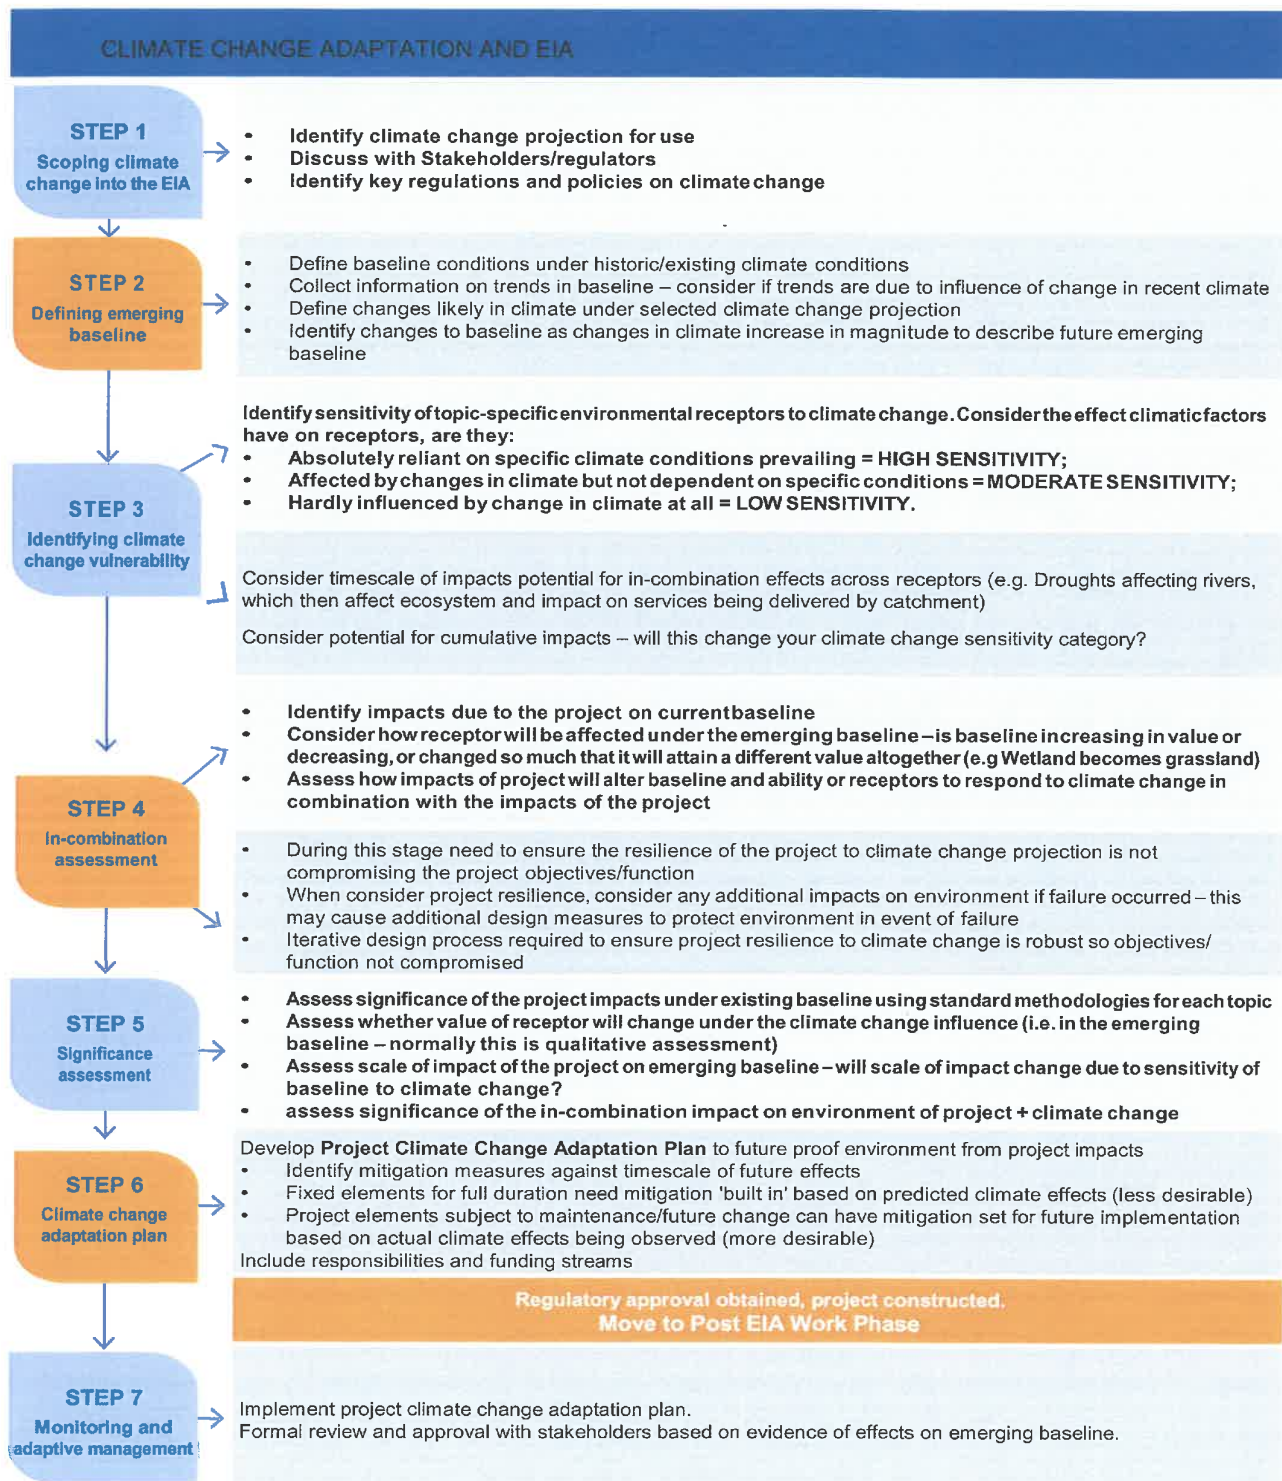 CLIMATE CHANGE ADAPTATION AND EIA
STEP 1
Scoping climate
change into the EIA
• Identify climate change projection for use
• Discuss with Stakeholders/regulators
• Identify key regulations and policies on climate change
STEP 2
Defining emerging
baseline
• Define baseline conditions under historic/existing climate conditions
• Collect information on trends in baseline – consider if trends are due to influence of change in recent climate
• Define changes likely in climate under selected climate change projection
• Identify changes to baseline as changes in climate increase in magnitude to describe future emerging
baseline
STEP 3
Identifying climate
change vulnerability
Identify sensitivity of topic-specific environmental receptors to climate change. Consider the effect climatic factors
have on receptors, are they:
• Absolutely reliant on specific climate conditions prevailing = HIGH SENSITIVITY;
• Affected by changes in climate but not dependent on specific conditions = MODERATE SENSITIVITY;
• Hardly influenced by change in climate at all = LOW SENSITIVITY.
Consider timescale of impacts potential for in-combination effects across receptors (e.g. Droughts affecting rivers,
which then affect ecosystem and impact on services being delivered by catchment)
Consider potential for cumulative impacts – will this change your climate change sensitivity category?
STEP 4
In-combination
assessment
• Identify impacts due to the project on current baseline
• Consider how receptor will be affected under the emerging baseline – is baseline increasing in value or
decreasing, or changed so much that it will attain a different value altogether (e.g Wetland becomes grassland)
• Assess how impacts of project will alter baseline and ability or receptors to respond to climate change in
combination with the impacts of the project
• During this stage need to ensure the resilience of the project to climate change projection is not
compromising the project objectives/function
• When consider project resilience, consider any additional impacts on environment if failure occurred – this
may cause additional design measures to protect environment in event of failure
• Iterative design process required to ensure project resilience to climate change is robust so objectives/
function not compromised
STEP 5
Significance
assessment
• Assess significance of the project impacts under existing baseline using standard methodologies for each topic
• Assess whether value of receptor will change under the climate change influence (i.e. in the emerging
baseline – normally this is qualitative assessment)
• Assess scale of impact of the project on emerging baseline – will scale of impact change due to sensitivity of
baseline to climate change?
• assess significance of the in-combination impact on environment of project + climate change
STEP 6
Climate change
adaptation plan
Develop Project Climate Change Adaptation Plan to future proof environment from project impacts
• Identify mitigation measures against timescale of future effects
• Fixed elements for full duration need mitigation 'built in' based on predicted climate effects (less desirable)
• Project elements subject to maintenance/future change can have mitigation set for future implementation
based on actual climate effects being observed (more desirable)
Include responsibilities and funding streams
Regulatory approval obtained, project constructed.
Move to Post EIA Work Phase
STEP 7
Monitoring and
adaptive management
Implement project climate change adaptation plan.
Formal review and approval with stakeholders based on evidence of effects on emerging baseline.